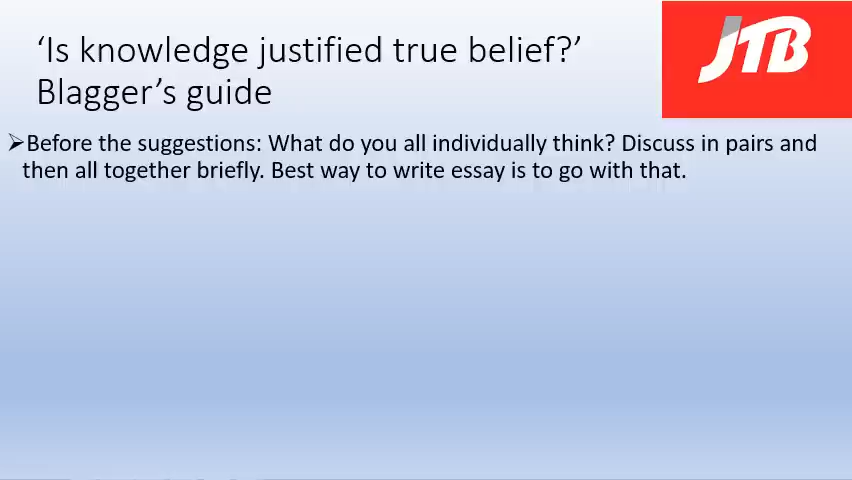 ‘Is knowledge justified true belief?’
Blagger’s guide
JTB
➢Before the suggestions: What do you all individually think? Discuss in pairs and
then all together briefly. Best way to write essay is to go with that.